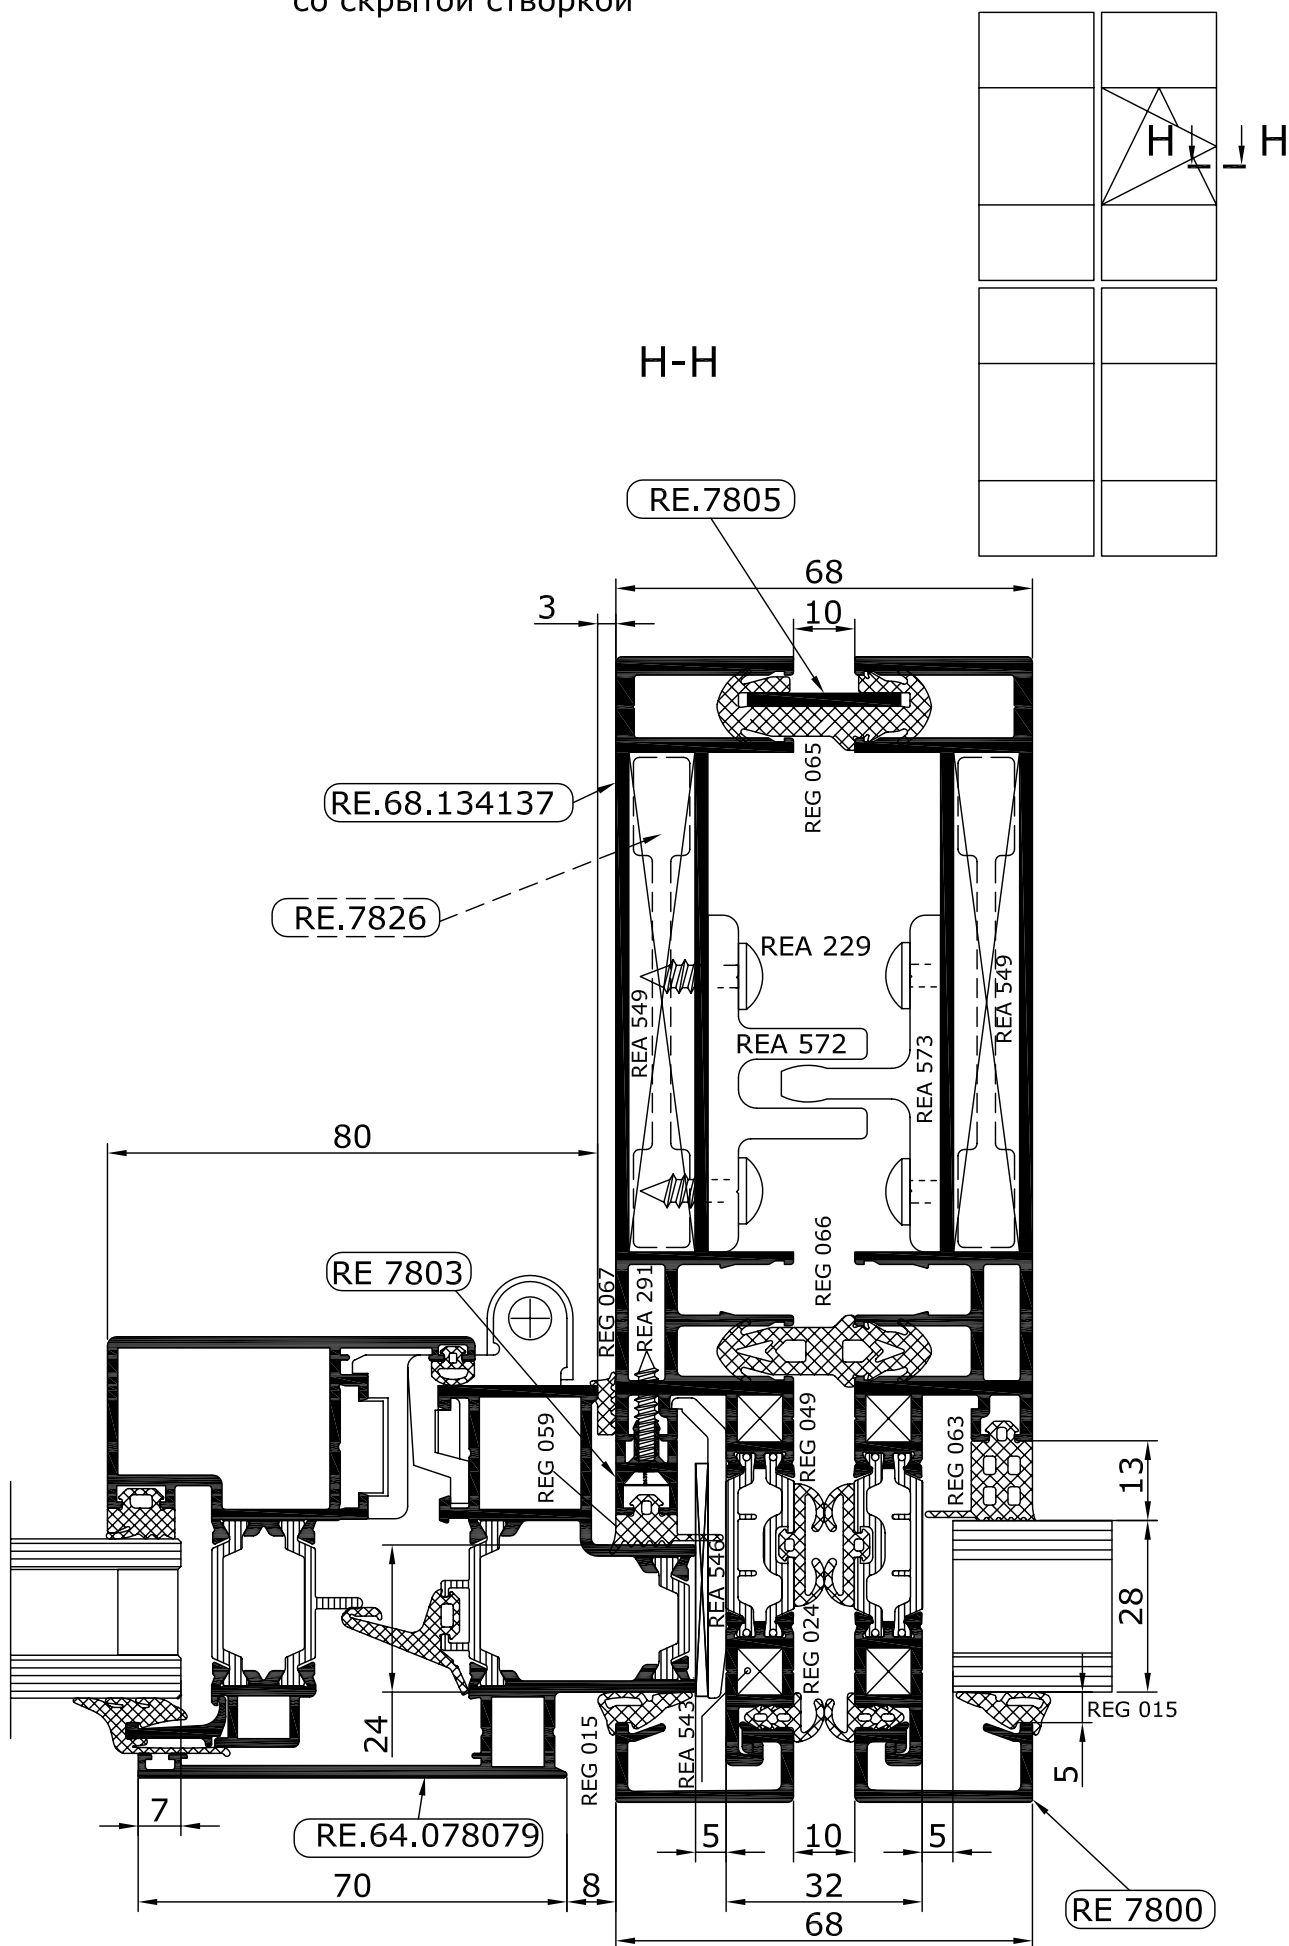 со скрытой створкой
H
H
H-H
RE.7805
68
3
10
REG 065
RE.68.134137
RE.7826
REA 229
REA 549
REA 549
REA 572
REA 573
80
REG 066
RE 7803
REG 067
REA 291
REG 059
REG 049
REG 063
13
REA 546
28
REG 024
24
REG 015
REA 543
REG 015
5
7
RE.64.078079
5
10
5
70
8
32
RE 7800
68